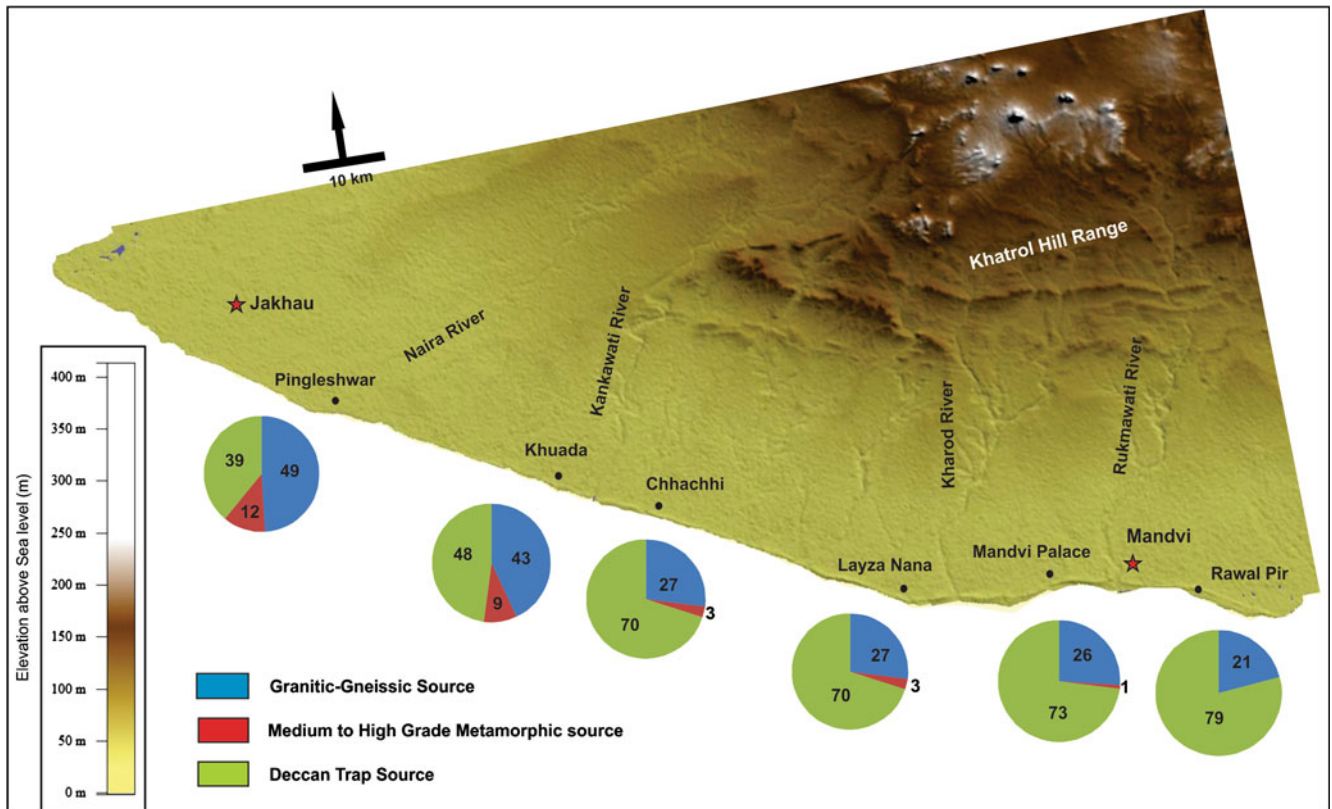 10 km
Khatrol Hill Range
Jakhau
Naira River
Kankawati River
Kharod River
Rukmawati River
Pingleshwar
Khuada
Chhachhi
Layza Nana
Mandvi Palace
Mandvi
Rawal Pir
Elevation above Sea level (m)
400 m
350 m
300 m
250 m
200 m
150 m
100 m
50 m
0 m
39
49
12
48
43
9
27
3
70
27
3
70
26
1
73
21
79
Granitic-Gneissic Source
Medium to High Grade Metamorphic source
Deccan Trap Source